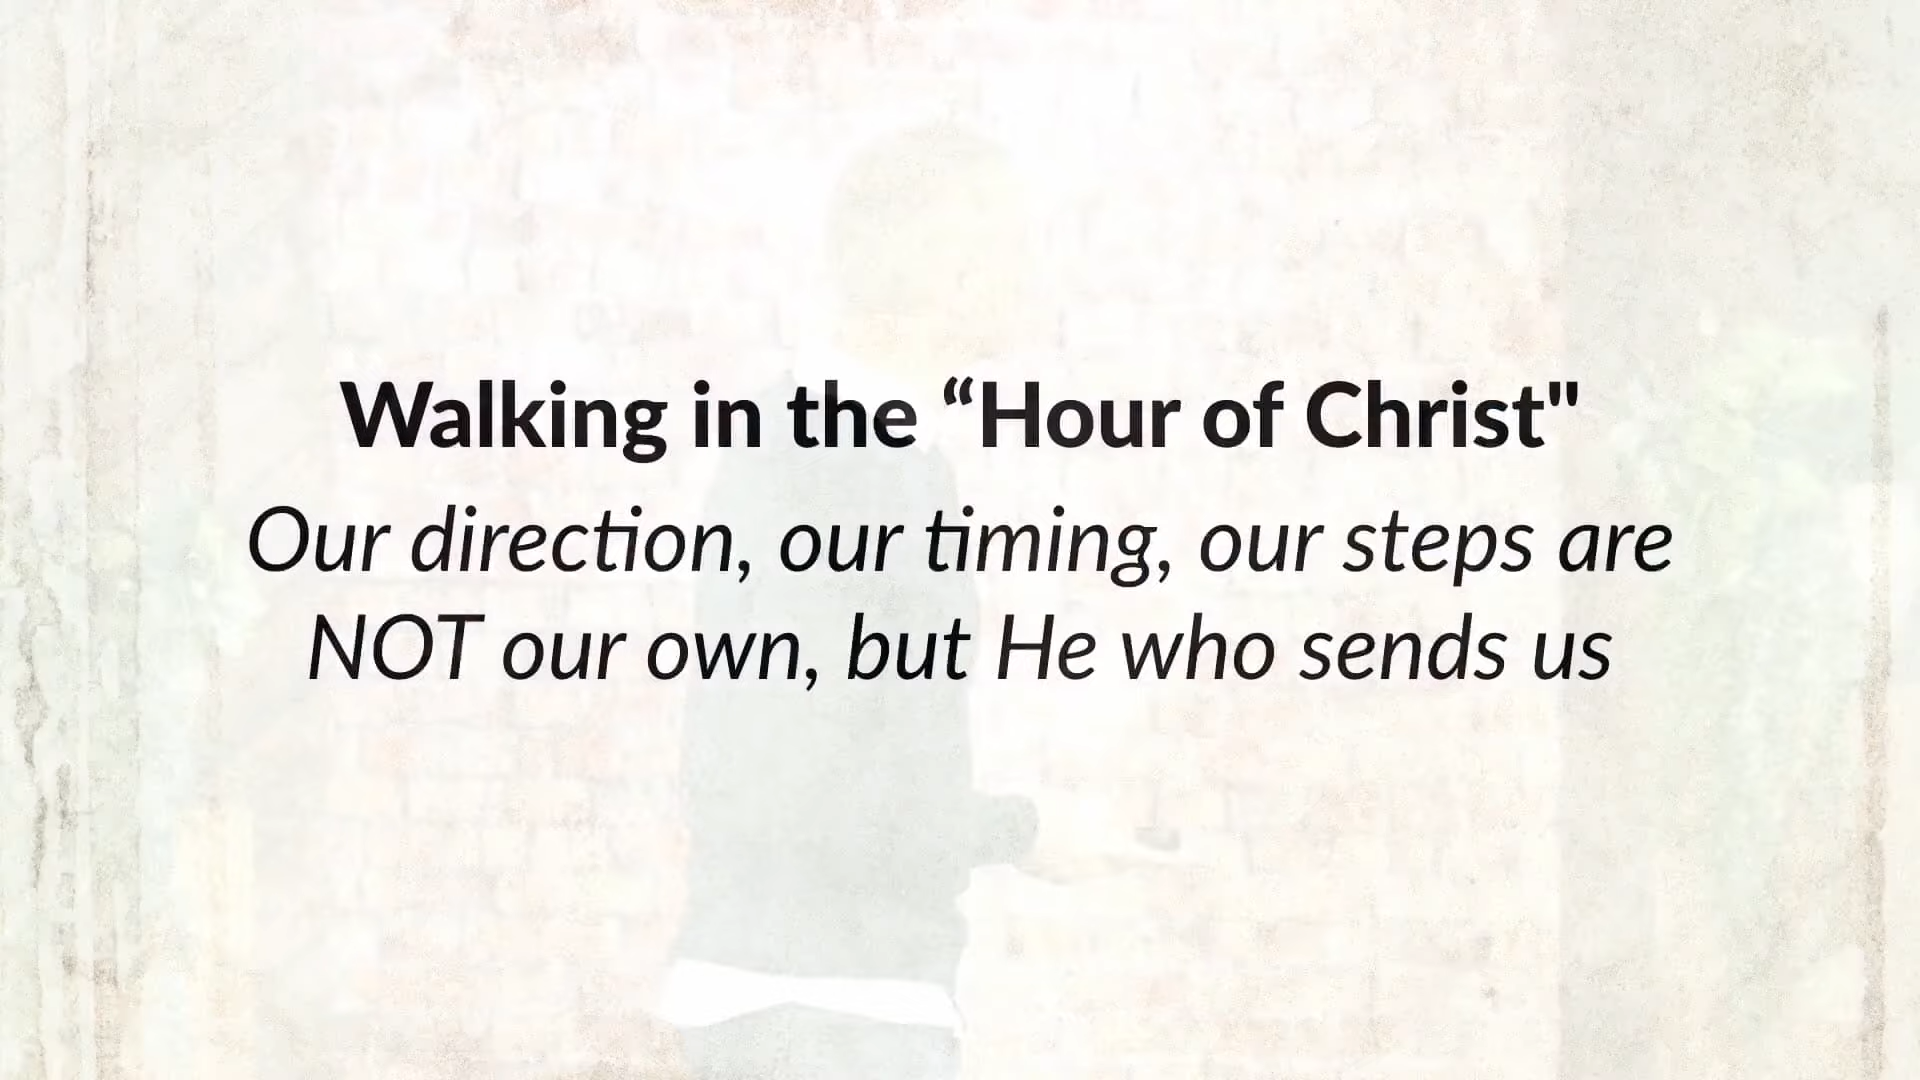 Walking in the “Hour of Christ"
Our direction, our timing, our steps are
NOT our own, but He who sends us